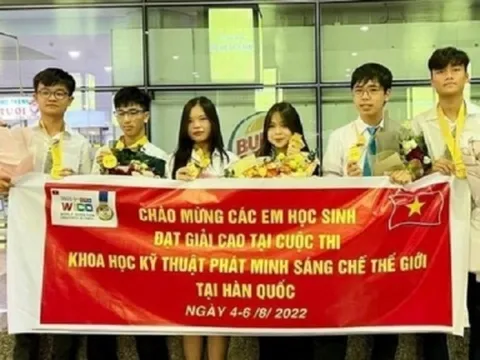 WiCO
CHÀO MỪNG CÁC EM HỌC SINH
ĐẠT GIẢI CAO TẠI CUỘC THI
KHOA HỌC KỸ THUẬT PHÁT MINH SÁNG CHẾ THẾ GIỚI
TẠI HÀN QUỐC
NGÀY 4-6 /8/ 2022